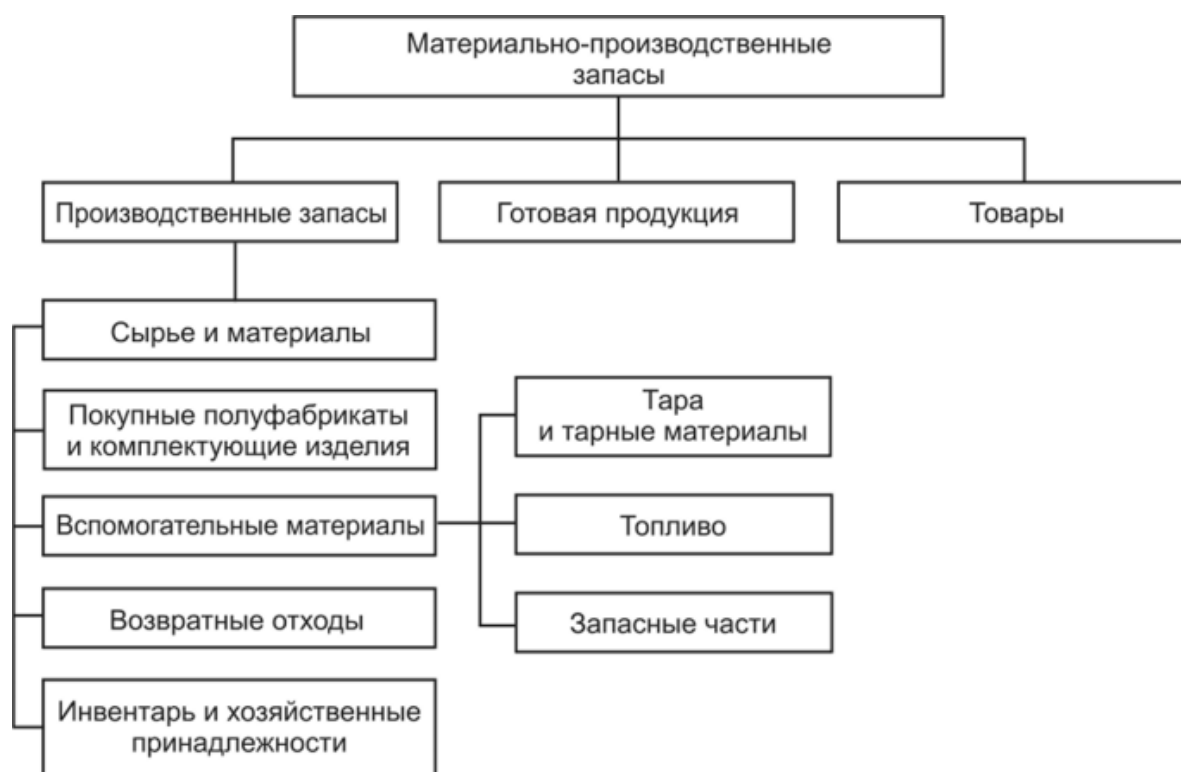 Материально-производственные
запасы
Производственные запасы
Готовая продукция
Товары
Сырье и материалы
Покупные полуфабрикаты
и комплектующие изделия
Тара
и тарные материалы
Вспомогательные материалы
Топливо
Возвратные отходы
Запасные части
Инвентарь и хозяйственные
принадлежности